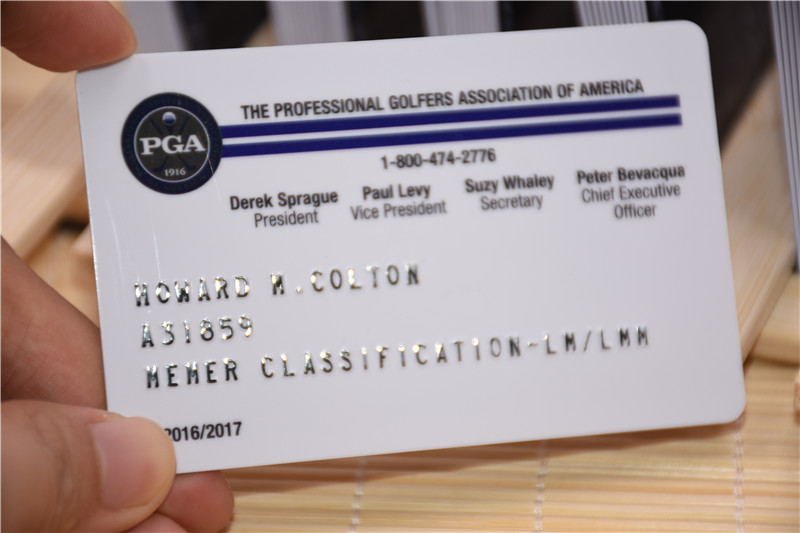 THE PROFESSIONAL GOLFERS ASSOCIATION OF AMERICA
PGA
1916
1-800-474-2776
Derek Sprague
President
Paul Levy
Vice President
Suzy Whaley
Secretary
Peter Bevacqua
Chief Executive
Officer
HOWARD M.COLTON
A31859
MEMER CLASSIFICATION-LM/LMM
2016/2017